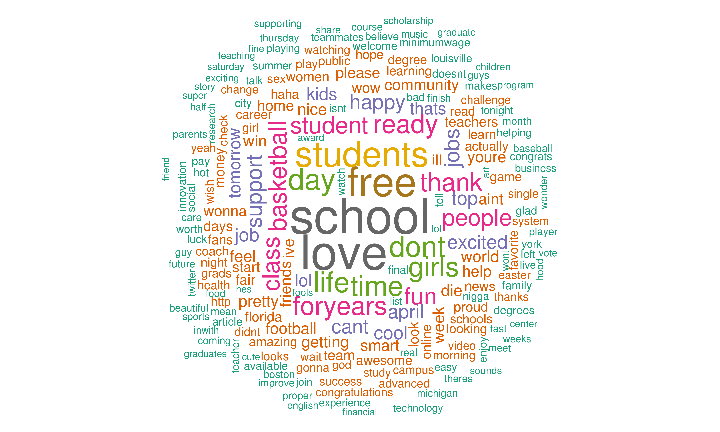 supporting
scholarship
share course
thursday teammates believe music graduate
fine playing watching welcome minimumwage
teaching hope louisville
saturday summer play public degree children
exciting talk sex women please learning doesnt guys
story change wow community makes program
super haha kids happy bad finish challenge
half city home nice thats read tonight
research career isnt teachers month
parents check girl award student ready jobs learn helping
yeah win actually baseball
friend pay money tomorrow basketball students ill youre congrats
hot support watch art game business
innovation wish day free thank top aint single wonder
social wonna school tell people glad
care days job lol system
worth fans love dont excited favorite player
luck coach feel ive girls world york
guy night start class lol final won left vote
future grads fair friends life time help easter live hood
twitter health nes fools list die news family
food pretty foryears fun nigga thanks
beautiful http april week proud degrees
sports mean florida cant cool look schools center
article football real online looking fast
inwith didnt getting smart enjoy weeks
coming amazing wait team awesome morning video meet
graduates teacher cute looks gonna god campus easy theres sounds
available study advanced
boston success
improve join congratulations michigan
proper experience
english financial technology